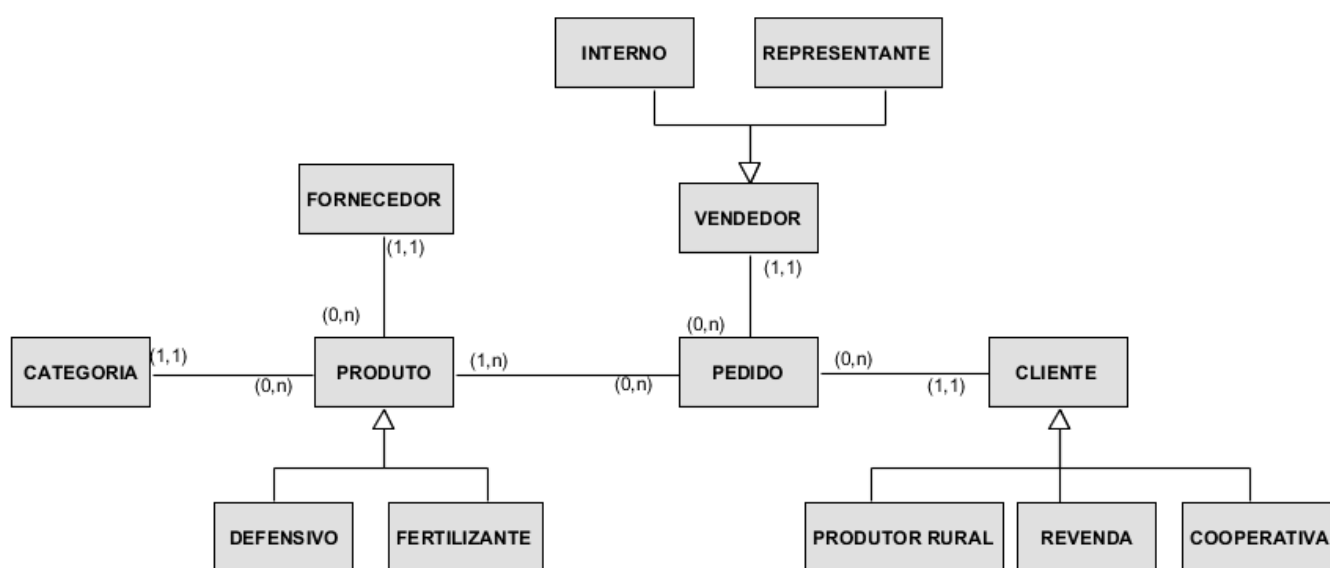 INTERNO
REPRESENTANTE
FORNECEDOR
VENDEDOR
(1,1)
(1,1)
(0,n)
(0,n)
CATEGORIA
(1,1)
(0,n)
PRODUTO
(1,n)
(0,n)
PEDIDO
(0,n)
(1,1)
CLIENTE
DEFENSIVO
FERTILIZANTE
PRODUTOR RURAL
REVENDA
COOPERATIVA